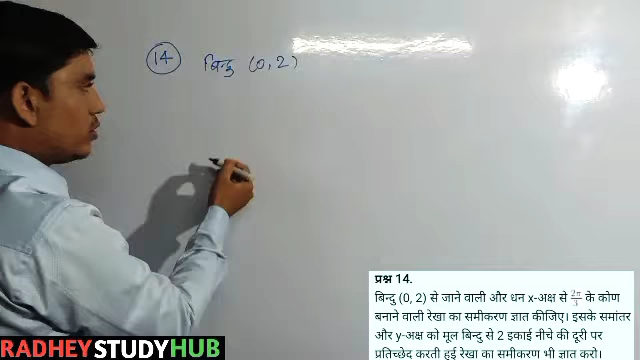 14 बिन्दु (0, 2)
प्रश्न 14.
बिन्दु (0, 2) से जाने वाली और धन x-अक्ष से 2π/3 के कोण
बनाने वाली रेखा का समीकरण ज्ञात कीजिए। इसके समांतर
और y-अक्ष को मूल बिन्दु से 2 इकाई नीचे की दूरी पर
प्रतिच्छेद करती हुई रेखा का समीकरण भी ज्ञात करो।
RADHEY STUDY HUB